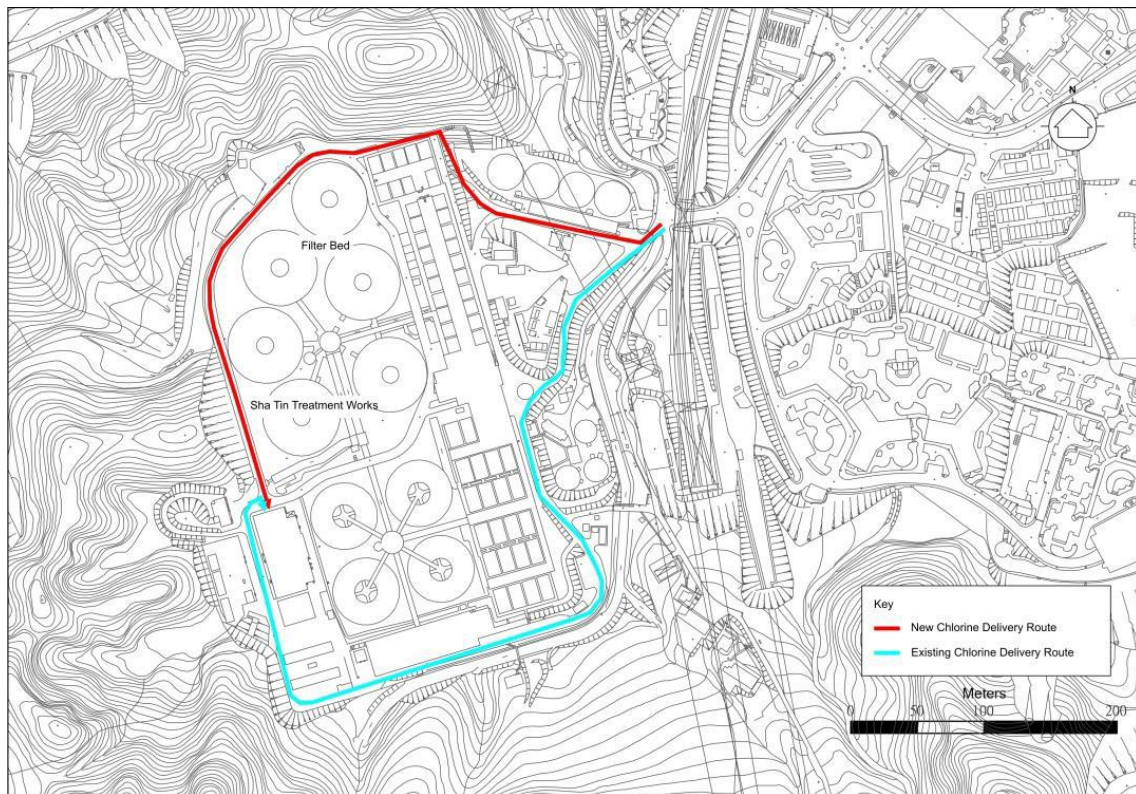 N
Filter Bed
Sha Tin Treatment Works
Key
New Chlorine Delivery Route
Existing Chlorine Delivery Route
Meters
0 50 100 200